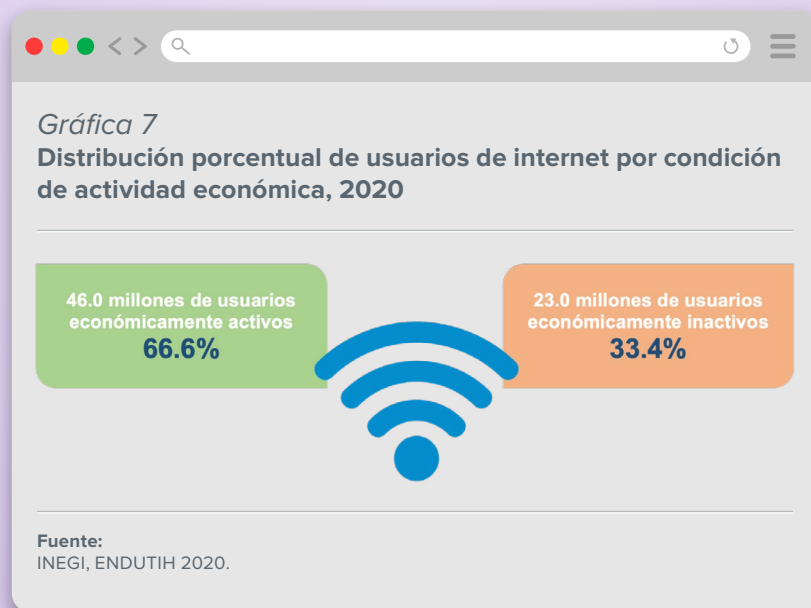 Gráfica 7
Distribución porcentual de usuarios de internet por condición
de actividad económica, 2020
46.0 millones de usuarios
económicamente activos
66.6%
23.0 millones de usuarios
económicamente inactivos
33.4%
Fuente:
INEGI, ENDUTIH 2020.